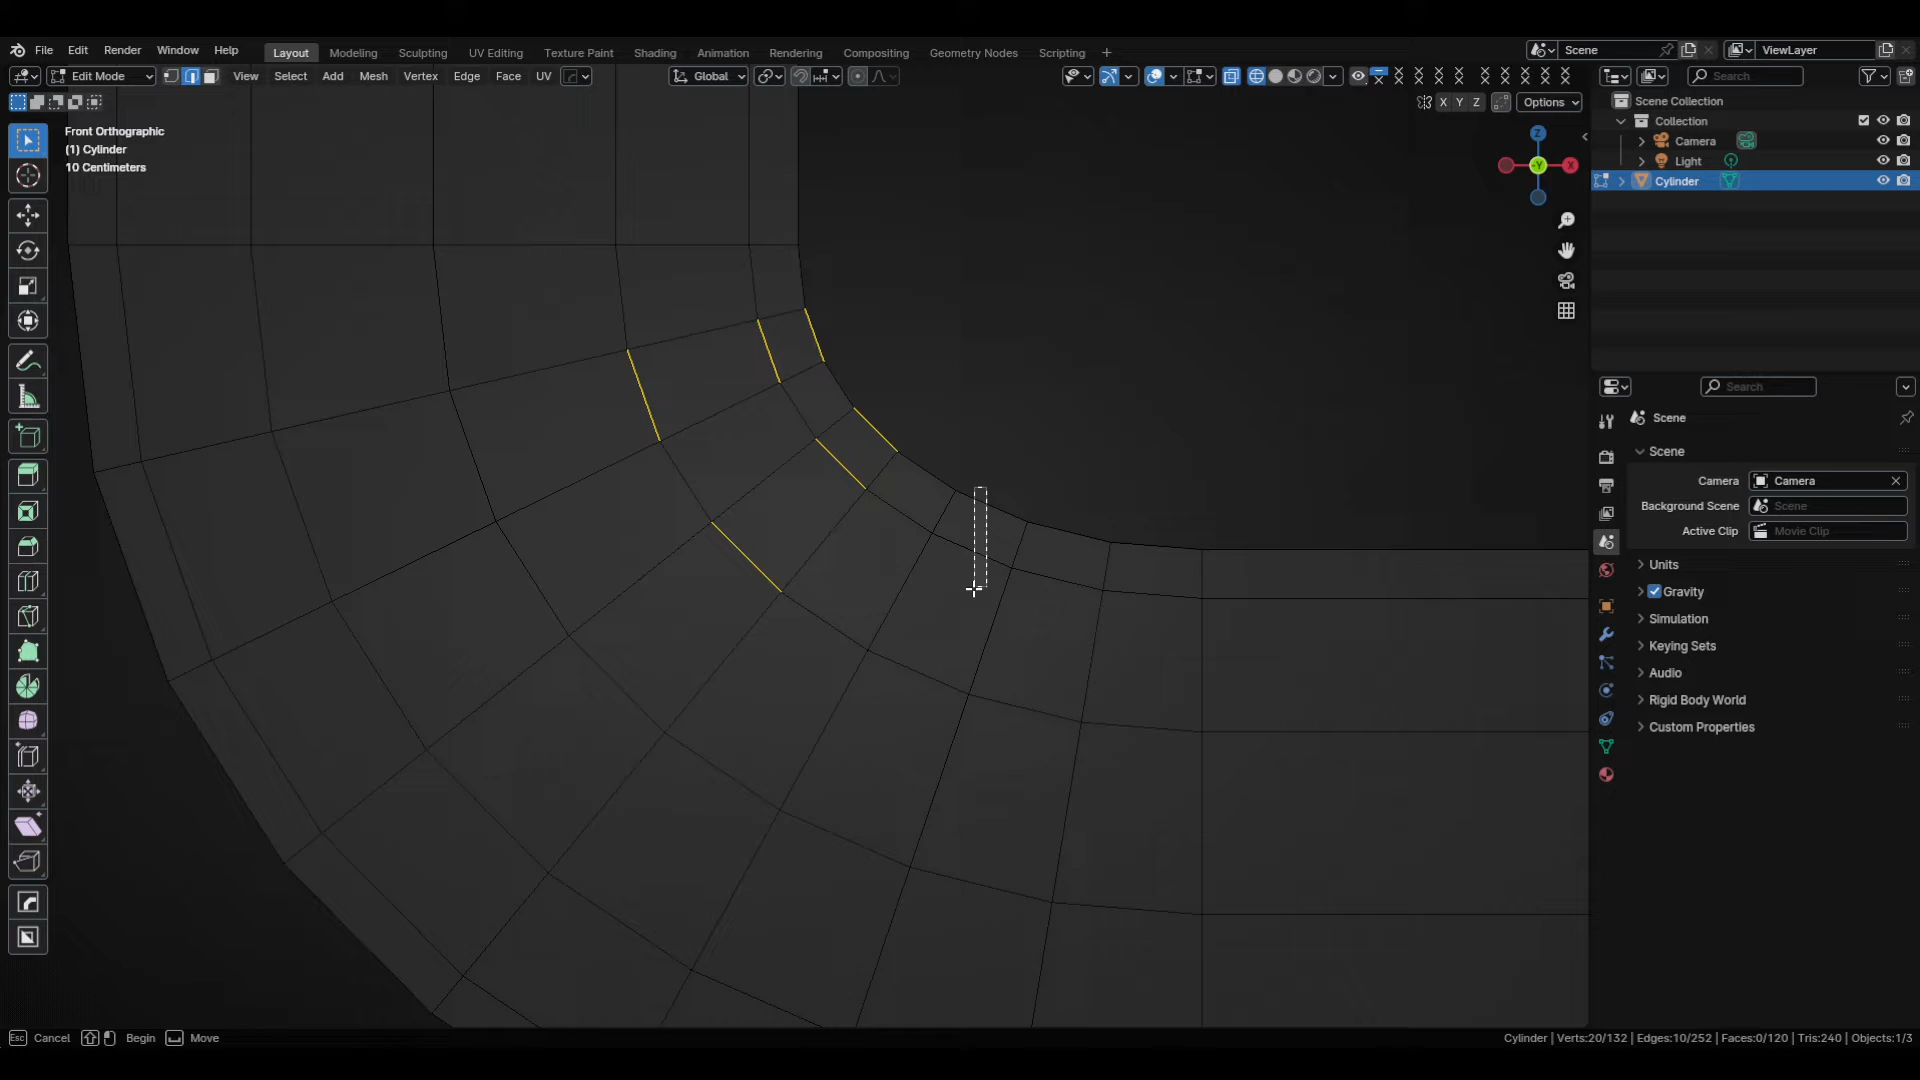 File Edit Render Window Help Layout Modeling Sculpting UV Editing Texture Paint Shading Animation Rendering Compositing Geometry Nodes Scripting + Scene ViewLayer
Edit Mode View Select Add Mesh Vertex Edge Face UV Global Search
X Y Z Options
Front Orthographic
(1) Cylinder
10 Centimeters
Z
Y
X
Scene Collection
Collection
Camera
Light
Cylinder
Search
Scene
Scene
Camera Camera
Background Scene Scene
Active Clip Movie Clip
Units
Gravity
Simulation
Keying Sets
Audio
Rigid Body World
Custom Properties
Esc Cancel Begin Move Cylinder | Verts:20/132 | Edges:10/252 | Faces:0/120 | Tris:240 | Objects:1/3